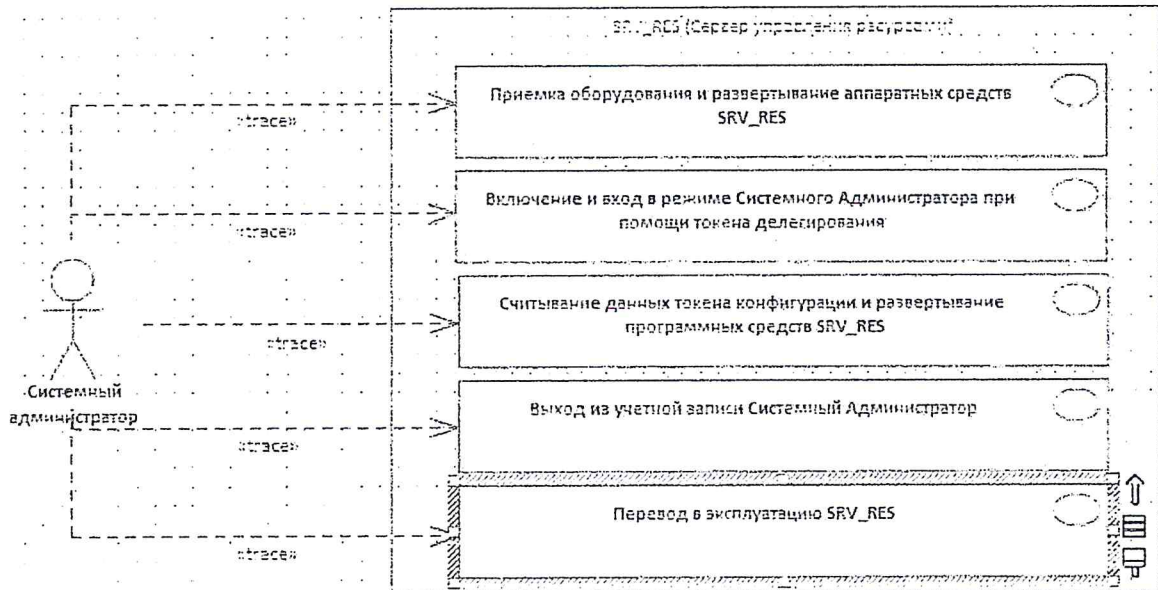 SRV_RES (Сервер управления ресурсами)
Приемка оборудования и развертывание аппаратных средств
SRV_RES
«trace»
Включение и вход в режиме Системного Администратора при
помощи токена делегирования
«trace»
Считывание данных токена конфигурации и развертывание
программных средств SRV_RES
«trace»
Системный
администратор
Выход из учетной записи Системный Администратор
«trace»
Перевод в эксплуатацию SRV_RES
«trace»